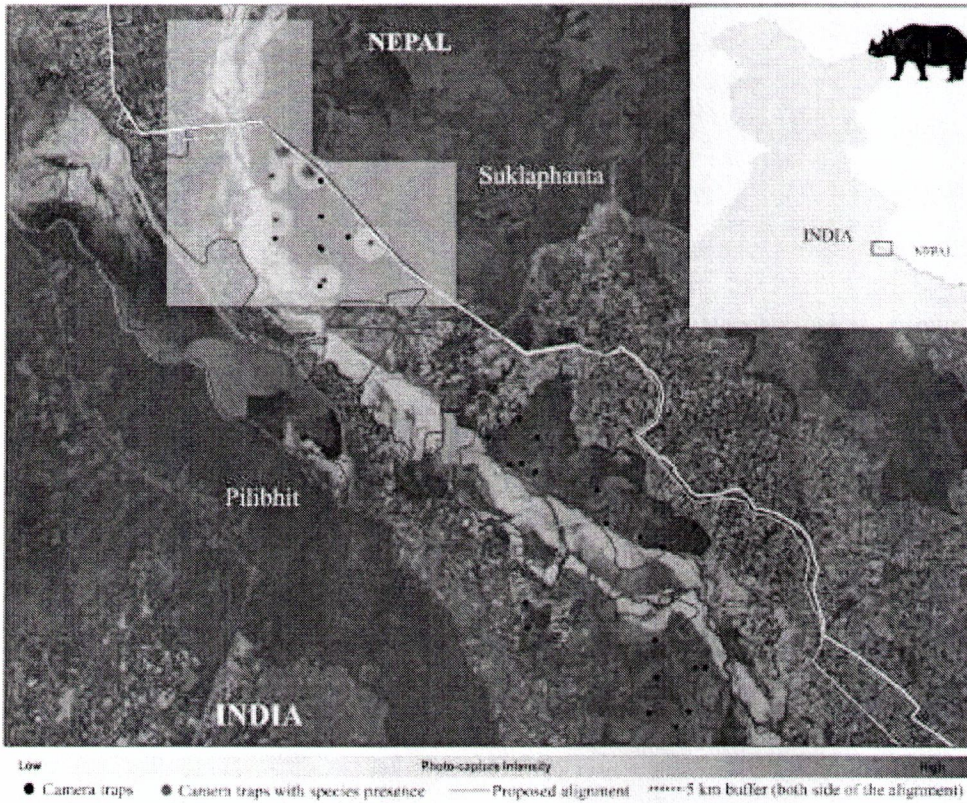 NEPAL
Suklaphanta
INDIA
NEPAL
Pilibhit
INDIA
Low Photo-capture Intensity High
Camera traps Camera traps with species presence Proposed alignment 5 km buffer (both side of the alignment)